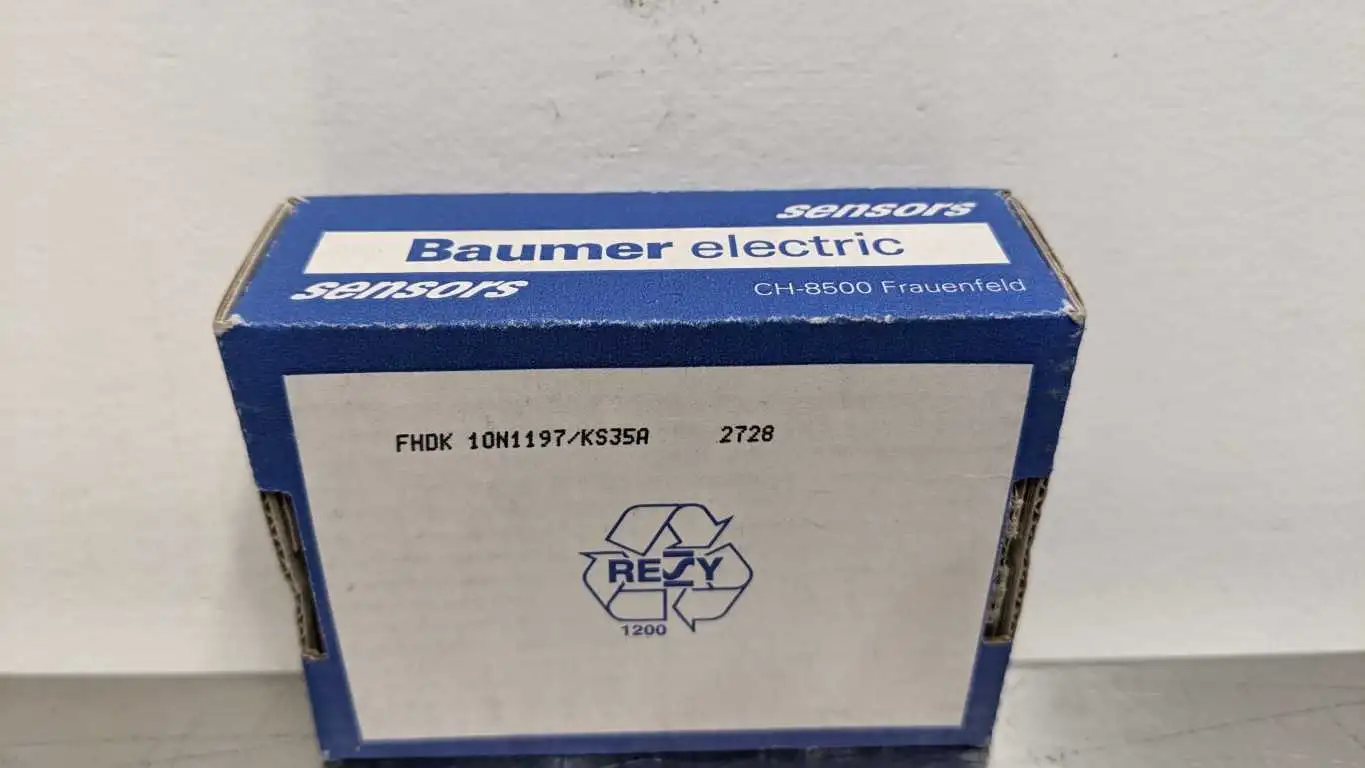 sensors
Baumer electric
sensors CH-8500 Frauenfeld
FHDK 10N1197/KS35A 2728
RESY
1200